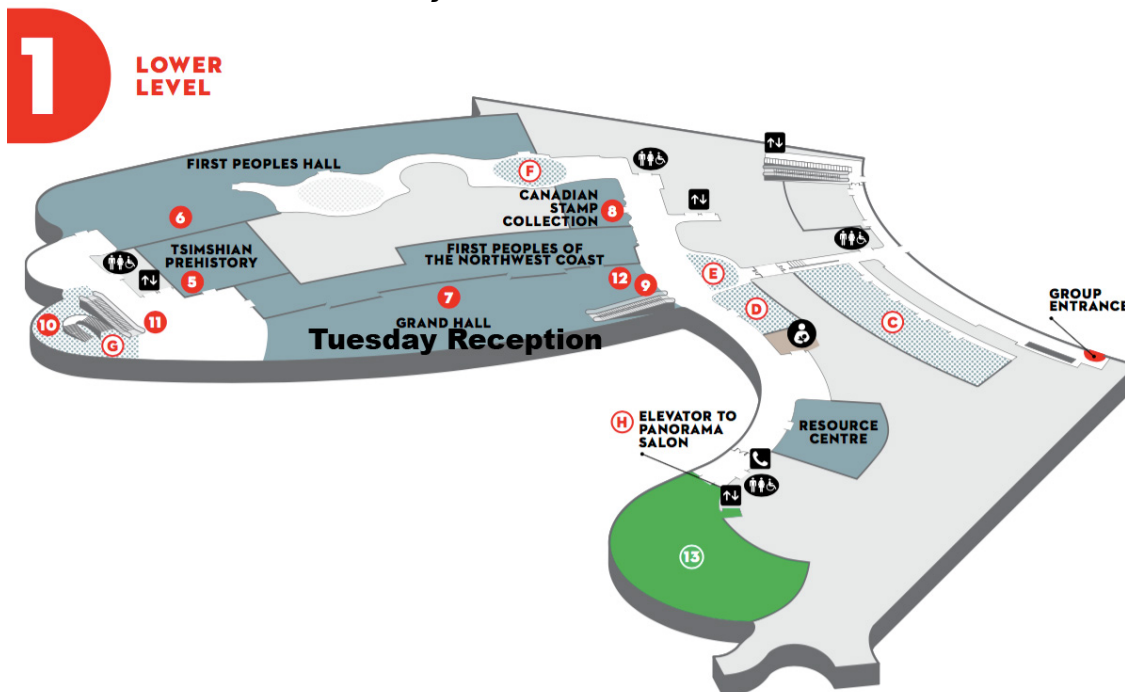 1
LOWER
LEVEL
FIRST PEOPLES HALL
F
CANADIAN
STAMP
COLLECTION
8
6
TSIMSHIAN
PREHISTORY
5
FIRST PEOPLES OF
THE NORTHWEST COAST
12
9
E
7
GRAND HALL
Tuesday Reception
D
C
GROUP
ENTRANCE
10
11
G
H
ELEVATOR TO
PANORAMA
SALON
RESOURCE
CENTRE
13